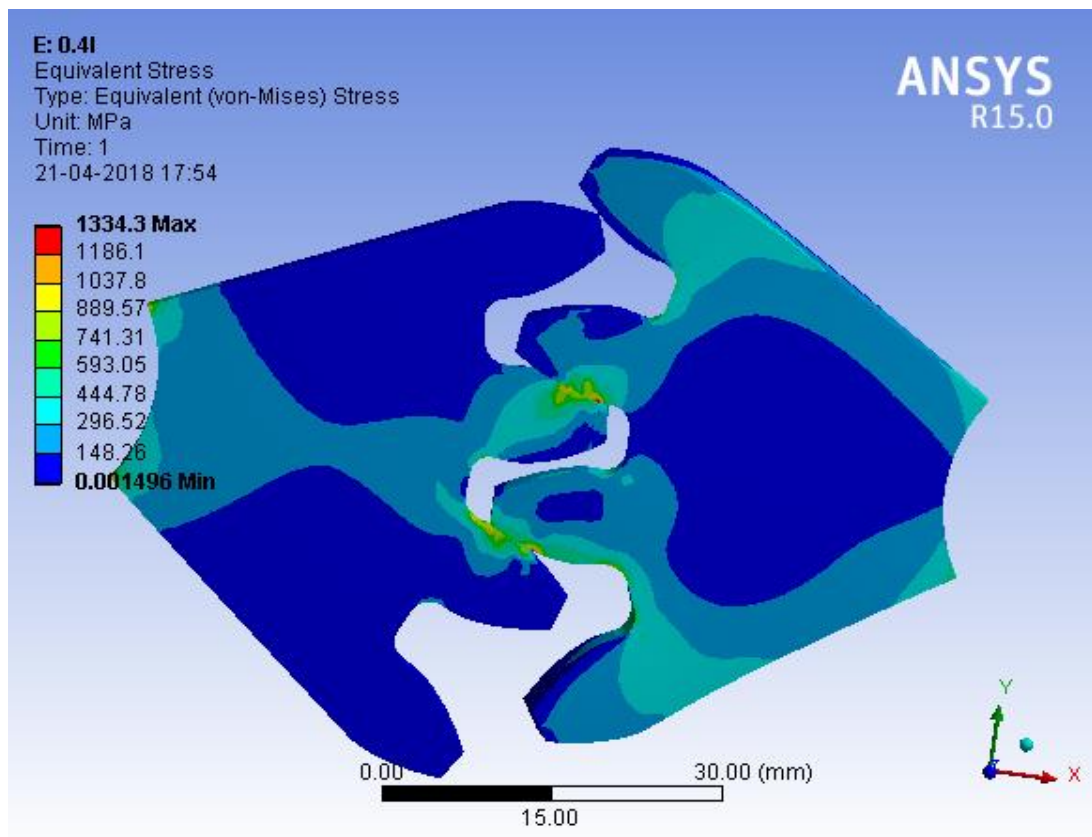 E: 0.4l
Equivalent Stress
Type: Equivalent (von-Mises) Stress
Unit: MPa
Time: 1
21-04-2018 17:54
ANSYS
R15.0
1334.3 Max
1186.1
1037.8
889.57
741.31
593.05
444.78
296.52
148.26
0.001496 Min
0.00
30.00 (mm)
15.00
Y
X